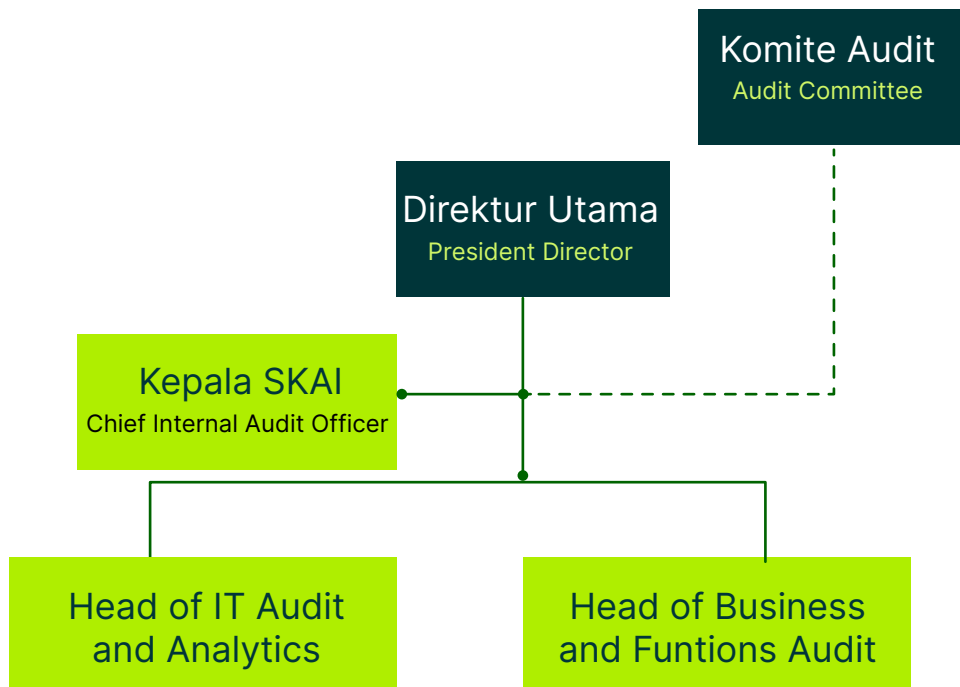 Komite Audit
Audit Committee
Direktur Utama
President Director
Kepala SKAI
Chief Internal Audit Officer
Head of IT Audit
and Analytics
Head of Business
and Funtions Audit